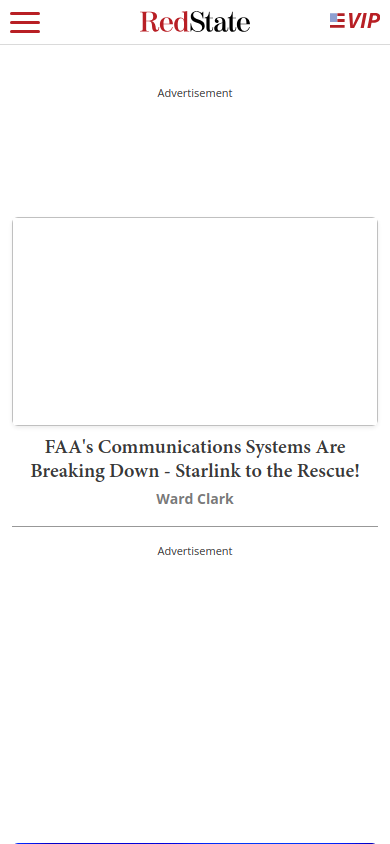 RedState
VIP
Advertisement
FAA's Communications Systems Are
Breaking Down - Starlink to the Rescue!
Ward Clark
Advertisement